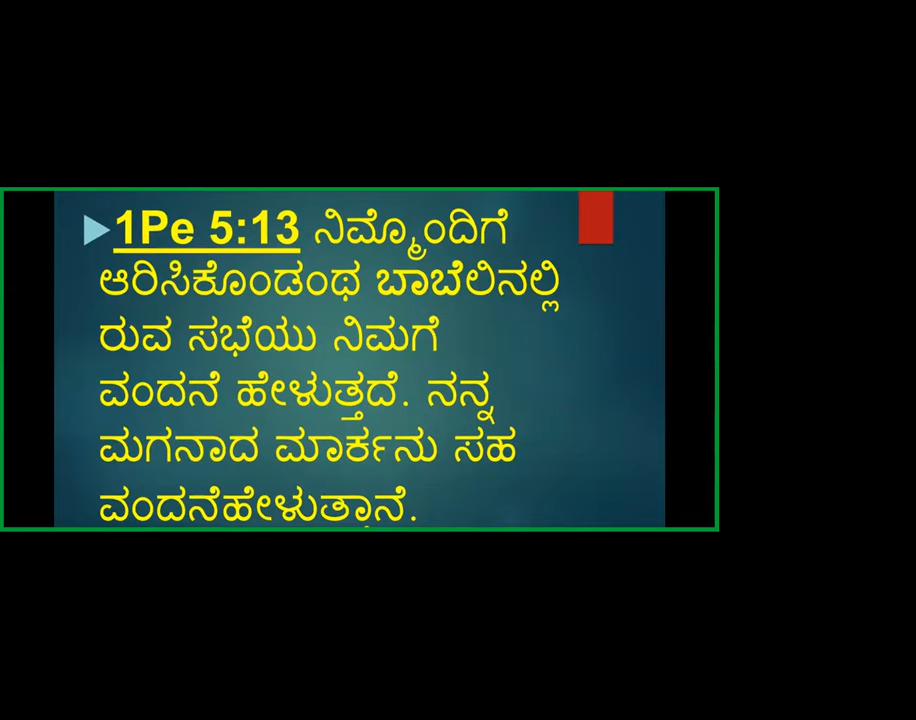 1Pe 5:13 ನಿಮ್ಮೊಂದಿಗೆ
ಆರಿಸಿಕೊಂಡಂಥ ಬಾಬೆಲಿನಲ್ಲಿ
ರುವ ಸಭೆಯು ನಿಮಗೆ
ವಂದನೆ ಹೇಳುತ್ತದೆ. ನನ್ನ
ಮಗನಾದ ಮಾರ್ಕನು ಸಹ
ವಂದನೆಹೇಳುತ್ತಾನೆ.